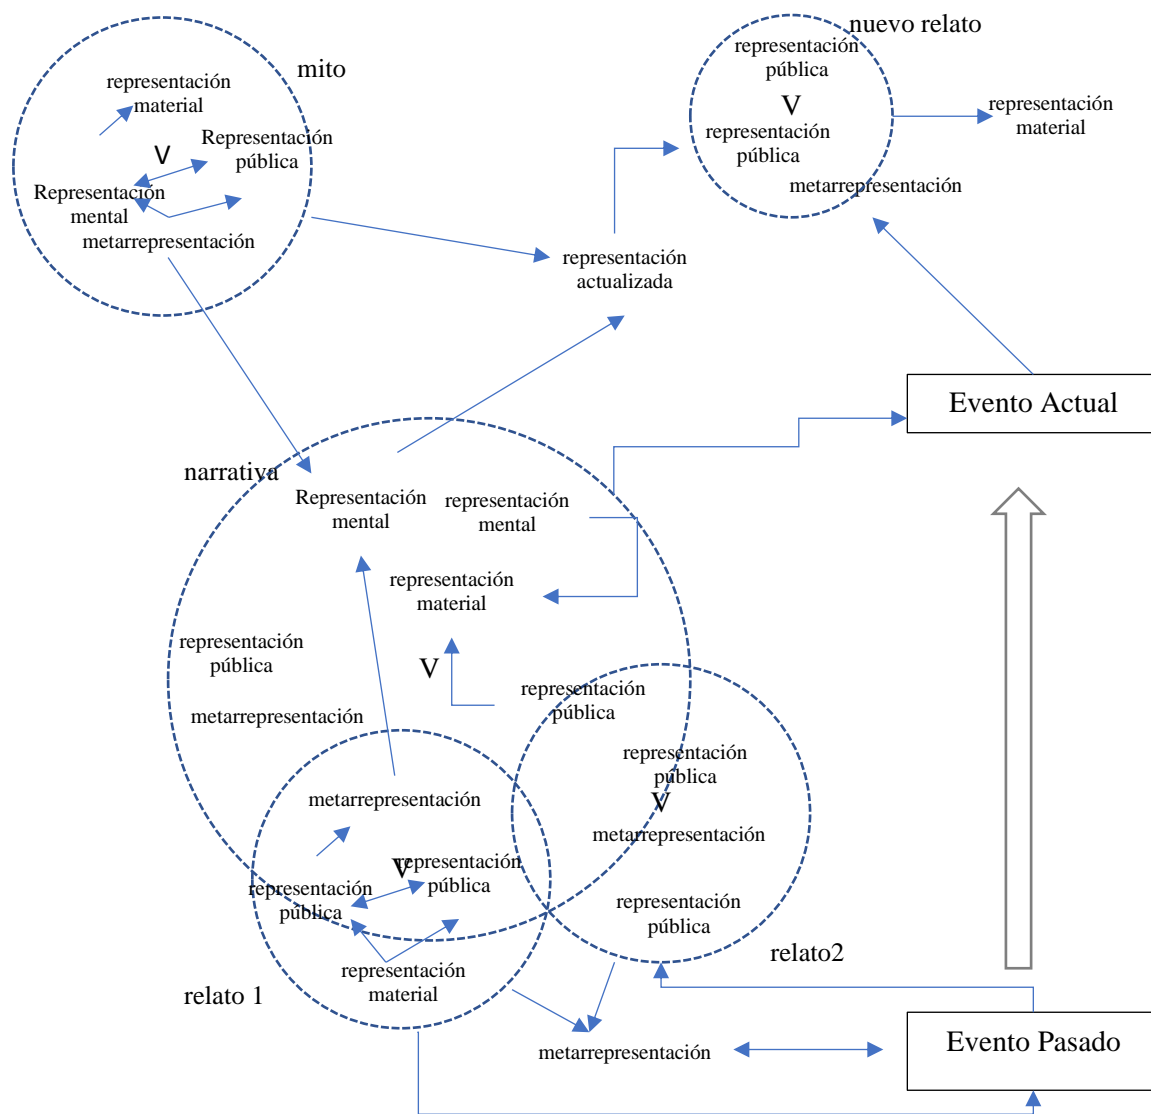 mito
representación
material
V
Representación
pública
Representación
mental
metarrepresentación
nuevo relato
representación
pública
V
representación
pública
metarrepresentación
representación
material
representación
actualizada
Evento Actual
narrativa
Representación
mental
representación
mental
representación
material
representación
pública
V
metarrepresentación
representación
pública
representación
pública
V
metarrepresentación
representación
pública
relato2
metarrepresentación
V
representación
pública
representación
pública
representación
material
relato 1
metarrepresentación
Evento Pasado